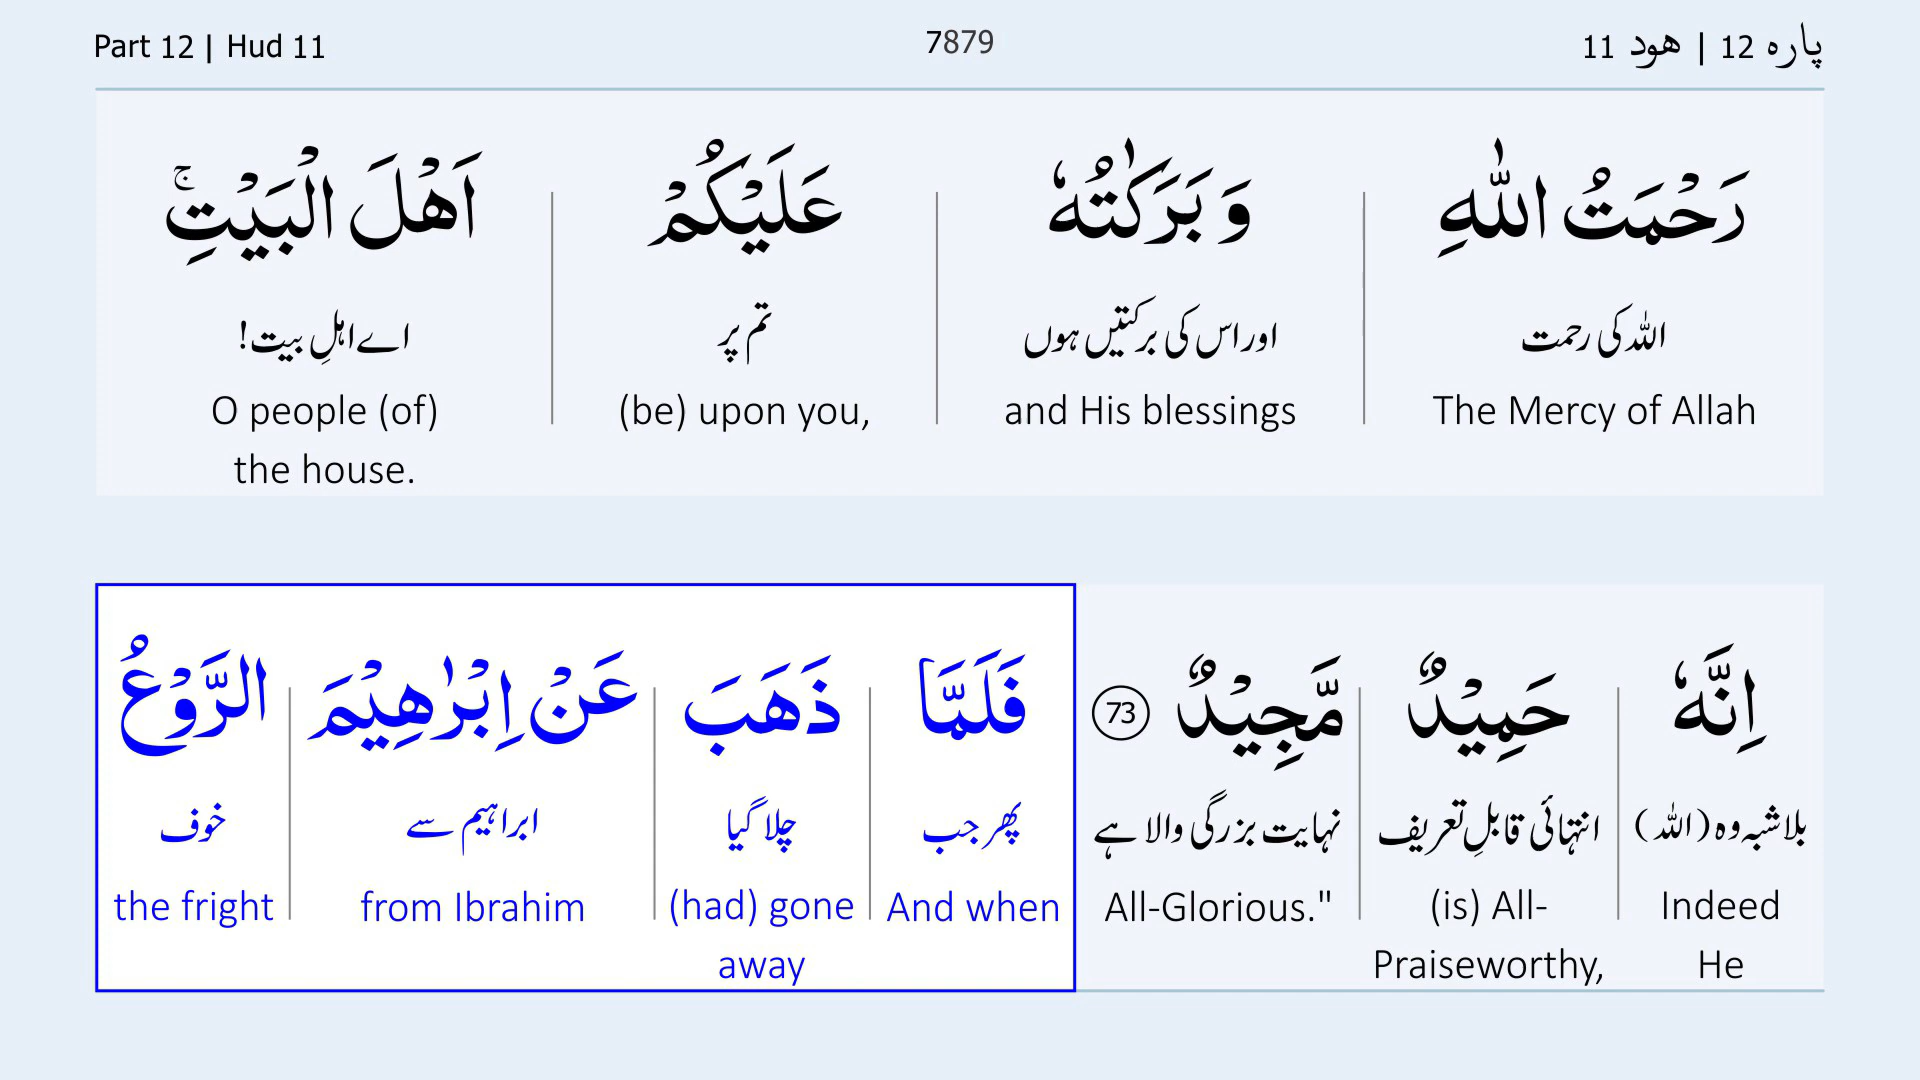 Part 12 | Hud 11
7879
پارہ 12 | ھود 11
رَحْمَتُ اللّٰهِ وَ بَرَكٰتُهٗ عَلَيْكُمْ اَهْلَ الْبَيْتِ ۚ
اللہ کی رحمت اور اس کی برکتیں ہوں تم پر اے اہلِ بیت!
The Mercy of Allah and His blessings (be) upon you, O people (of)
the house.
اِنَّهٗ حَمِيْدٌ مَّجِيْدٌ 73 فَلَمَّا ذَهَبَ عَنْ اِبْرٰهِيْمَ الرَّوْعُ
بلاشبہ وہ (اللہ) انتہائی قابلِ تعریف نہایت بزرگی والا ہے پھر جب چلا گیا ابراہیم سے خوف
Indeed (is) All- All-Glorious." And when (had) gone from Ibrahim the fright
He Praiseworthy, away